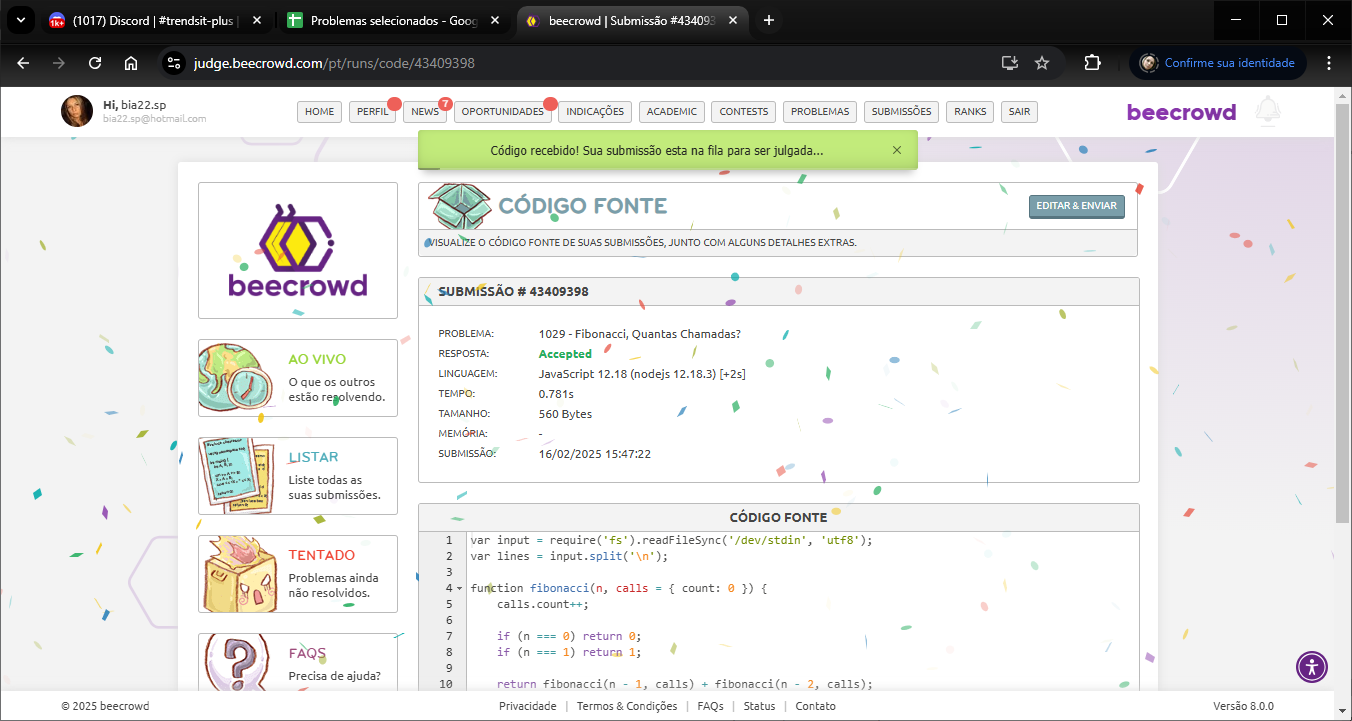 (1017) Discord | #trendsit-plus |
Problemas selecionados - Goog
beecrowd | Submissão #43409
judge.beecrowd.com/pt/runs/code/43409398
Confirme sua identidade
Hi, bia22.sp
bia22.sp@hotmail.com
HOME PERFIL NEWS 7 OPORTUNIDADES INDICAÇÕES ACADEMIC CONTESTS PROBLEMAS SUBMISSÕES RANKS SAIR
beecrowd
Código recebido! Sua submissão esta na fila para ser julgada...
beecrowd
CÓDIGO FONTE
EDITAR & ENVIAR
VISUALIZE O CÓDIGO FONTE DE SUAS SUBMISSÕES, JUNTO COM ALGUNS DETALHES EXTRAS.
SUBMISSÃO # 43409398
PROBLEMA: 1029 - Fibonacci, Quantas Chamadas?
RESPOSTA: Accepted
LINGUAGEM: JavaScript 12.18 (nodejs 12.18.3) [+2s]
TEMPO: 0.781s
TAMANHO: 560 Bytes
MEMÓRIA: -
SUBMISSÃO: 16/02/2025 15:47:22
AO VIVO
O que os outros
estão resolvendo.
LISTAR
Liste todas as
suas submissões.
TENTADO
Problemas ainda
não resolvidos.
FAQS
Precisa de ajuda?
CÓDIGO FONTE
1 var input = require('fs').readFileSync('/dev/stdin', 'utf8');
2 var lines = input.split('\n');
3
4 function fibonacci(n, calls = { count: 0 }) {
5 calls.count++;
6
7 if (n === 0) return 0;
8 if (n === 1) return 1;
9
10 return fibonacci(n - 1, calls) + fibonacci(n - 2, calls);
© 2025 beecrowd
Privacidade | Termos & Condições | FAQs | Status | Contato
Versão 8.0.0